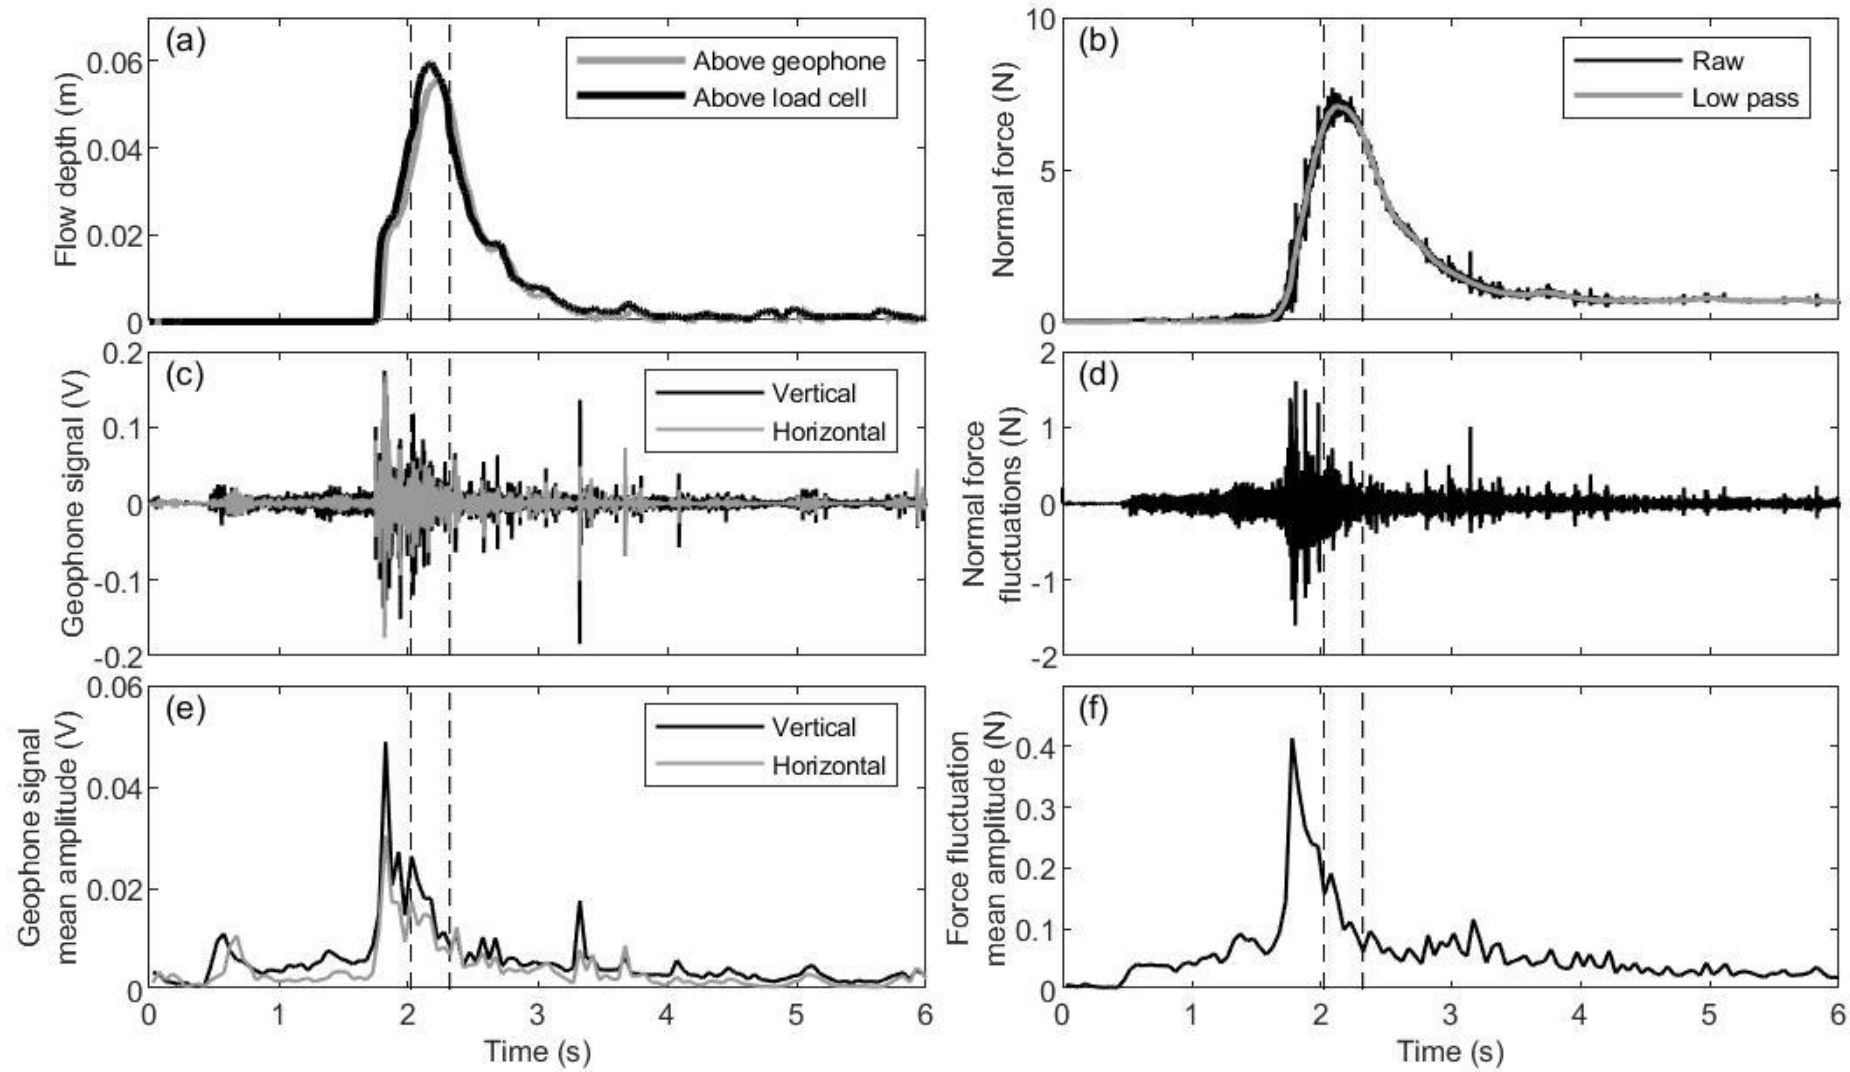 (a)
Flow depth (m)
0.06
0.04
0.02
0
Above geophone
Above load cell
(b)
Normal force (N)
10
5
0
Raw
Low pass
(c)
Geophone signal (V)
0.2
0.1
0
-0.1
-0.2
Vertical
Horizontal
(d)
Normal force
fluctuations (N)
2
1
0
-1
-2
(e)
Geophone signal
mean amplitude (V)
0.06
0.04
0.02
0
Vertical
Horizontal
0 1 2 3 4 5 6
Time (s)
(f)
Force fluctuation
mean amplitude (N)
0.4
0.3
0.2
0.1
0
0 1 2 3 4 5 6
Time (s)